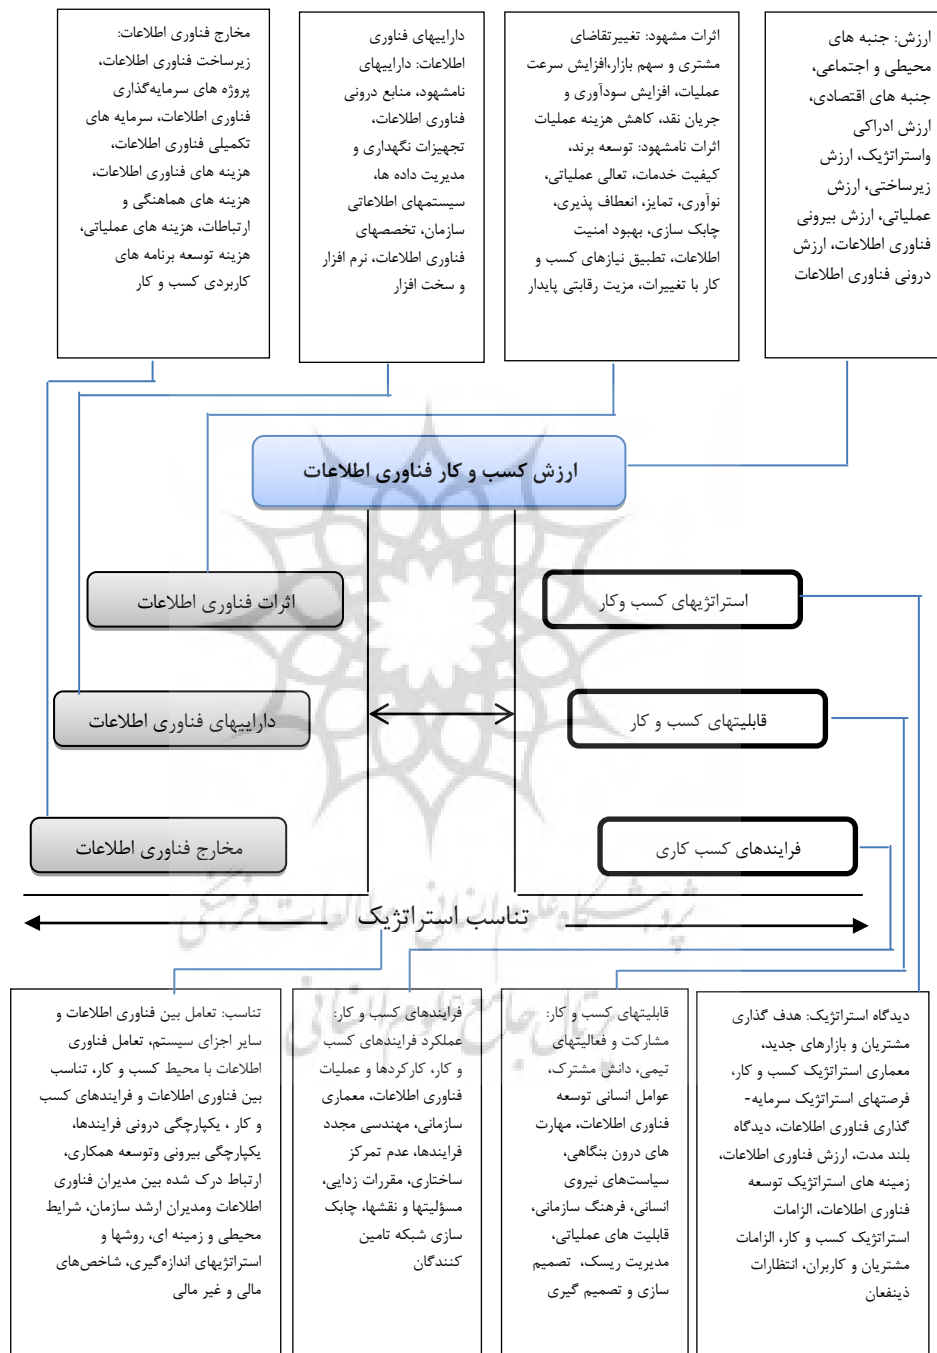 ارزش: جنبه های
محیطی و اجتماعی،
جنبه های اقتصادی،
ارزش ادراکی
واستراتژیک، ارزش
زیرساختی، ارزش
عملیاتی، ارزش بیرونی
فناوری اطلاعات، ارزش
درونی فناوری اطلاعات
اثرات مشهود: تغییرتقاضای
مشتری و سهم بازار،افزایش سرعت
عملیات، افزایش سودآوری و
جریان نقد، کاهش هزینه عملیات
اثرات نامشهود: توسعه برند،
کیفیت خدمات، تعالی عملیاتی،
نوآوری، تمایز، انعطاف پذیری،
چابک سازی، بهبود امنیت
اطلاعات، تطبیق نیازهای کسب و
کار با تغییرات، مزیت رقابتی پایدار
داراییهای فناوری
اطلاعات: داراییهای
نامشهود، منابع درونی
فناوری اطلاعات،
تجهیزات نگهداری و
مدیریت داده ها،
سیستمهای اطلاعاتی
سازمان، تخصصهای
فناوری اطلاعات، نرم افزار
و سخت افزار
مخارج فناوری اطلاعات:
زیرساخت فناوری اطلاعات،
پروژه های سرمایه‌گذاری
فناوری اطلاعات، سرمایه های
تکمیلی فناوری اطلاعات،
هزینه های فناوری اطلاعات،
هزینه های هماهنگی و
ارتباطات، هزینه های عملیاتی،
هزینه توسعه برنامه های
کاربردی کسب و کار
ارزش کسب و کار فناوری اطلاعات
استراتژیهای کسب وکار
اثرات فناوری اطلاعات
قابلیتهای کسب و کار
داراییهای فناوری اطلاعات
فرایندهای کسب کاری
مخارج فناوری اطلاعات
پژوهشگاه علوم انسانی و مطالعات فرهنگی
تناسب استراتژیک
پرتال جامع علوم انسانی
دیدگاه استراتژیک: هدف گذاری
مشتریان و بازارهای جدید،
معماری استراتژیک کسب و کار،
فرصتهای استراتژیک سرمایه-
گذاری فناوری اطلاعات، دیدگاه
بلند مدت، ارزش فناوری اطلاعات،
زمینه های استراتژیک توسعه
فناوری اطلاعات، الزامات
استراتژیک کسب و کار، الزامات
مشتریان و کاربران، انتظارات
ذینفعان
قابلیتهای کسب و کار:
مشارکت و فعالیتهای
تیمی، دانش مشترک،
عوامل انسانی توسعه
فناوری اطلاعات، مهارت
های درون بنگاهی،
سیاست‌های نیروی
انسانی، فرهنگ سازمانی،
قابلیت های عملیاتی،
مدیریت ریسک، تصمیم
سازی و تصمیم گیری
فرایندهای کسب و کار:
عملکرد فرایندهای کسب
و کار، کارکردها و عملیات
فناوری اطلاعات، معماری
سازمانی، مهندسی مجدد
فرایندها، عدم تمرکز
ساختاری، مقررات زدایی،
مسؤلیتها و نقشها، چابک
سازی شبکه تامین
کنندگان
تناسب: تعامل بین فناوری اطلاعات و
سایر اجزای سیستم، تعامل فناوری
اطلاعات با محیط کسب و کار، تناسب
بین فناوری اطلاعات و فرایندهای کسب
و کار ، یکپارچگی درونی فرایندها،
یکپارچگی بیرونی وتوسعه همکاری،
ارتباط درک شده بین مدیران فناوری
اطلاعات ومدیران ارشد سازمان، شرایط
محیطی و زمینه ای، روشها و
استراتژیهای اندازه‌گیری، شاخص‌های
مالی و غیر مالی